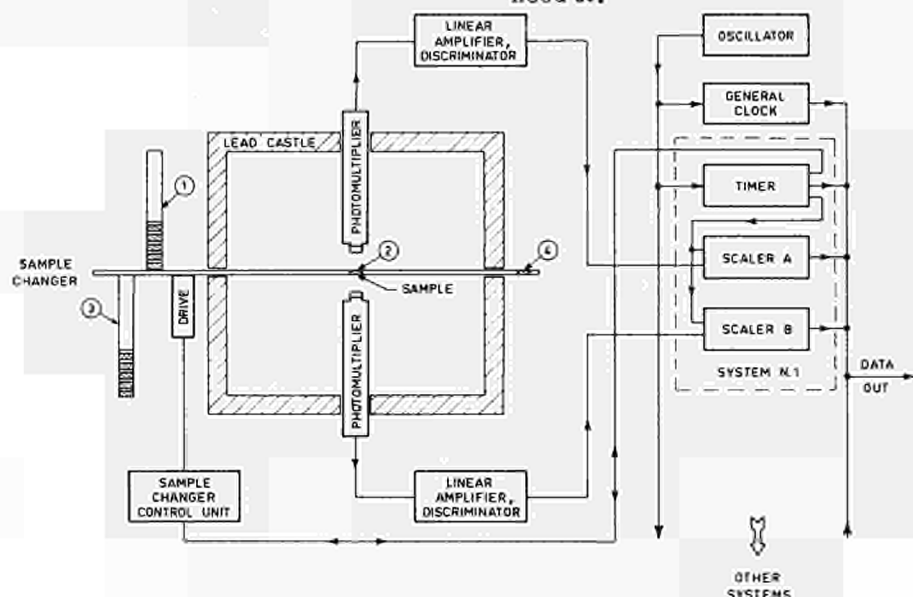 LINEAR
AMPLIFIER,
DISCRIMINATOR
OSCILLATOR
GENERAL
CLOCK
LEAD CASTLE
PHOTOMULTIPLIER
1
TIMER
2
4
SAMPLE
CHANGER
SAMPLE
SCALER A
3
DRIVE
PHOTOMULTIPLIER
SCALER B
SYSTEM N.1
DATA
OUT
SAMPLE
CHANGER
CONTROL UNIT
LINEAR
AMPLIFIER,
DISCRIMINATOR
OTHER
SYSTEMS